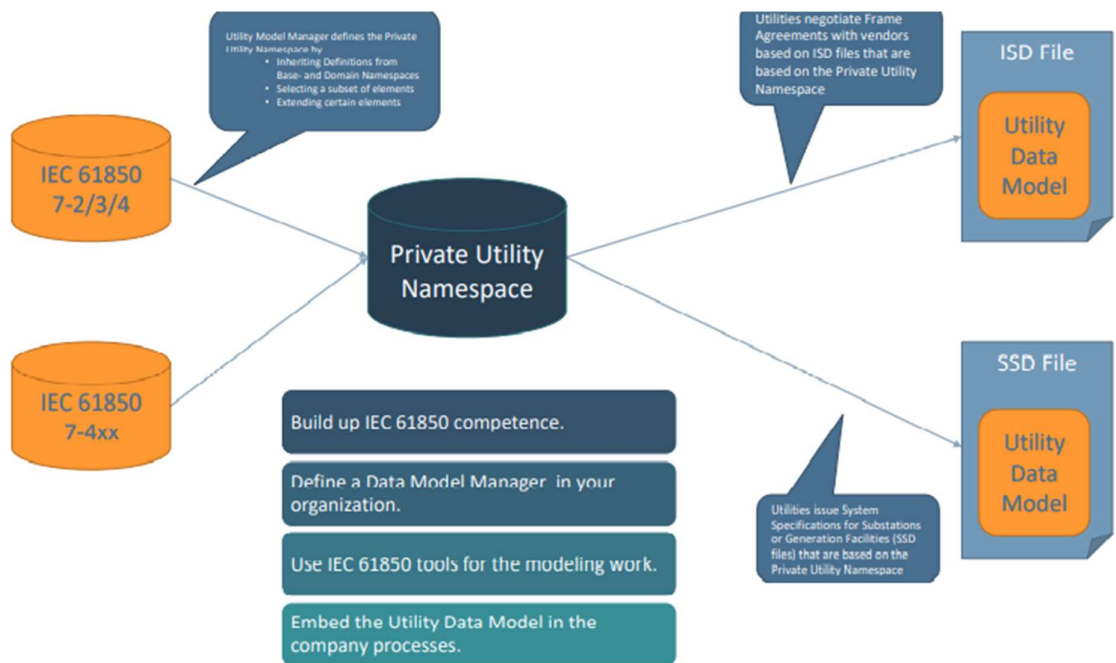 Utility Model Manager defines the Private
Utility Namespace by
• Inheriting Definitions from
Base- and Domain Namespaces
• Selecting a subset of elements
• Extending certain elements
Utilities negotiate Frame
Agreements with vendors
based on ISD files that are
based on the Private Utility
Namespace
ISD File
Utility
Data
Model
IEC 61850
7-2/3/4
Private Utility
Namespace
IEC 61850
7-4xx
SSD File
Utility
Data
Model
Build up IEC 61850 competence.
Define a Data Model Manager in your
organization.
Use IEC 61850 tools for the modeling work.
Embed the Utility Data Model in the
company processes.
Utilities issue System
Specifications for Substations
or Generation Facilities (SSD
files) that are based on the
Private Utility Namespace